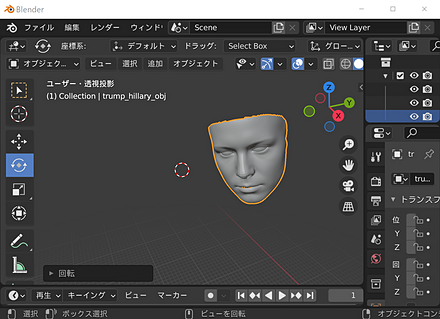 Blender
ファイル 編集 レンダー ウィンドウ Scene View Layer
座標系: デフォルト ドラッグ: Select Box グロー...
オブジェク... ビュー 選択 追加 オブジェクト
ユーザー・透視投影
(1) Collection | trump_hillary_obj
Z
Y
X
tr
tru...
トランスフ
位
Y
Z
回
Y
Z
回転
再生 キーイング ビュー マーカー 1
選択 ボックス選択 ビューを回転 オブジェクトコン